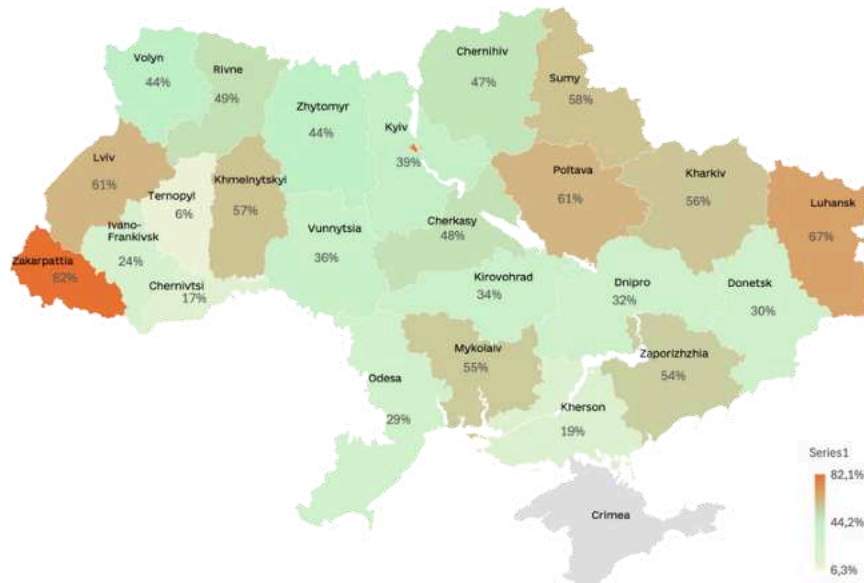 Volyn
44%
Rivne
49%
Zhytomyr
44%
Kyiv
39%
Chernihiv
47%
Sumy
58%
Lviv
61%
Ternopyl
6%
Khmelnytskyi
57%
Ivano-
Frankivsk
24%
Zakarpattia
82%
Chernivtsi
17%
Vunnytsia
36%
Cherkasy
48%
Poltava
61%
Kharkiv
56%
Luhansk
67%
Kirovohrad
34%
Dnipro
32%
Donetsk
30%
Mykolaiv
55%
Zaporizhzhia
54%
Odesa
29%
Kherson
19%
Crimea
Series1
82,1%
44,2%
6,3%